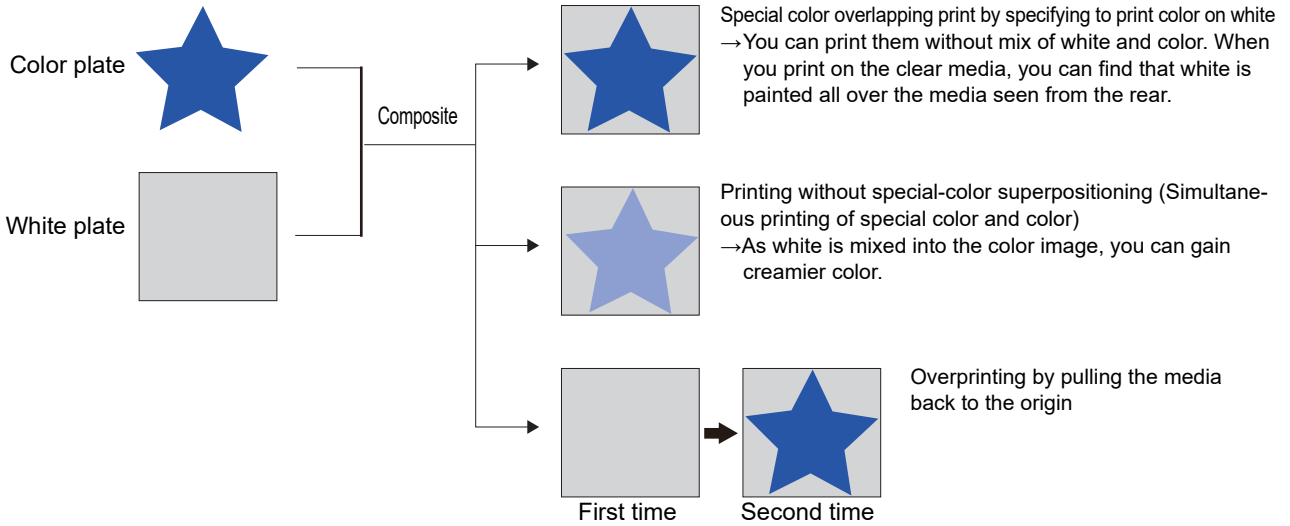 Color plate
White plate
Composite
Special color overlapping print by specifying to print color on white
→You can print them without mix of white and color. When
you print on the clear media, you can find that white is
painted all over the media seen from the rear.
Printing without special-color superpositioning (Simultane-
ous printing of special color and color)
→As white is mixed into the color image, you can gain
creamier color.
Overprinting by pulling the media
back to the origin
First time
Second time